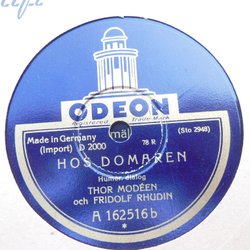 ODEON
Registered Trade-Mark
Made in Germany
(mä)
(Sto 2948)
(Import) D 2000
78 R
HOS DOMAREN
Humor. dialog
THOR MODÉEN
och FRIDOLF RHUDIN
A 162516 b
*